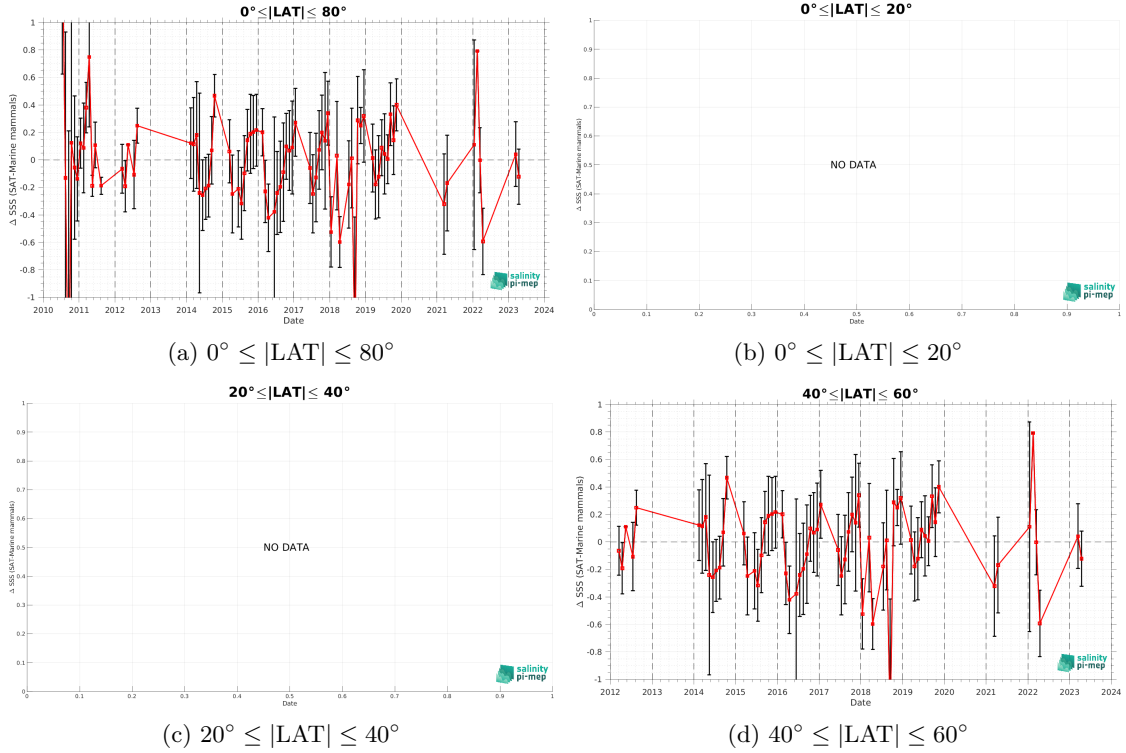 0°≤|LAT|≤ 80°
Δ SSS (SAT-Marine mammals)
1
0.8
0.6
0.4
0.2
0
-0.2
-0.4
-0.6
-0.8
-1
2010 2011 2012 2013 2014 2015 2016 2017 2018 2019 2020 2021 2022 2023 2024
Date
salinity
pi-mep
(a) 0° ≤ |LAT| ≤ 80°
0°≤|LAT|≤ 20°
Δ SSS (SAT-Marine mammals)
1
0.9
0.8
0.7
0.6
0.5
0.4
0.3
0.2
0.1
0
NO DATA
0 0.1 0.2 0.3 0.4 0.5 0.6 0.7 0.8 0.9 1
Date
salinity
pi-mep
(b) 0° ≤ |LAT| ≤ 20°
20°≤|LAT|≤ 40°
Δ SSS (SAT-Marine mammals)
1
0.9
0.8
0.7
0.6
0.5
0.4
0.3
0.2
0.1
0
NO DATA
0 0.1 0.2 0.3 0.4 0.5 0.6 0.7 0.8 0.9 1
Date
salinity
pi-mep
(c) 20° ≤ |LAT| ≤ 40°
40°≤|LAT|≤ 60°
Δ SSS (SAT-Marine mammals)
1
0.8
0.6
0.4
0.2
0
-0.2
-0.4
-0.6
-0.8
-1
2012 2013 2014 2015 2016 2017 2018 2019 2020 2021 2022 2023 2024
Date
salinity
pi-mep
(d) 40° ≤ |LAT| ≤ 60°